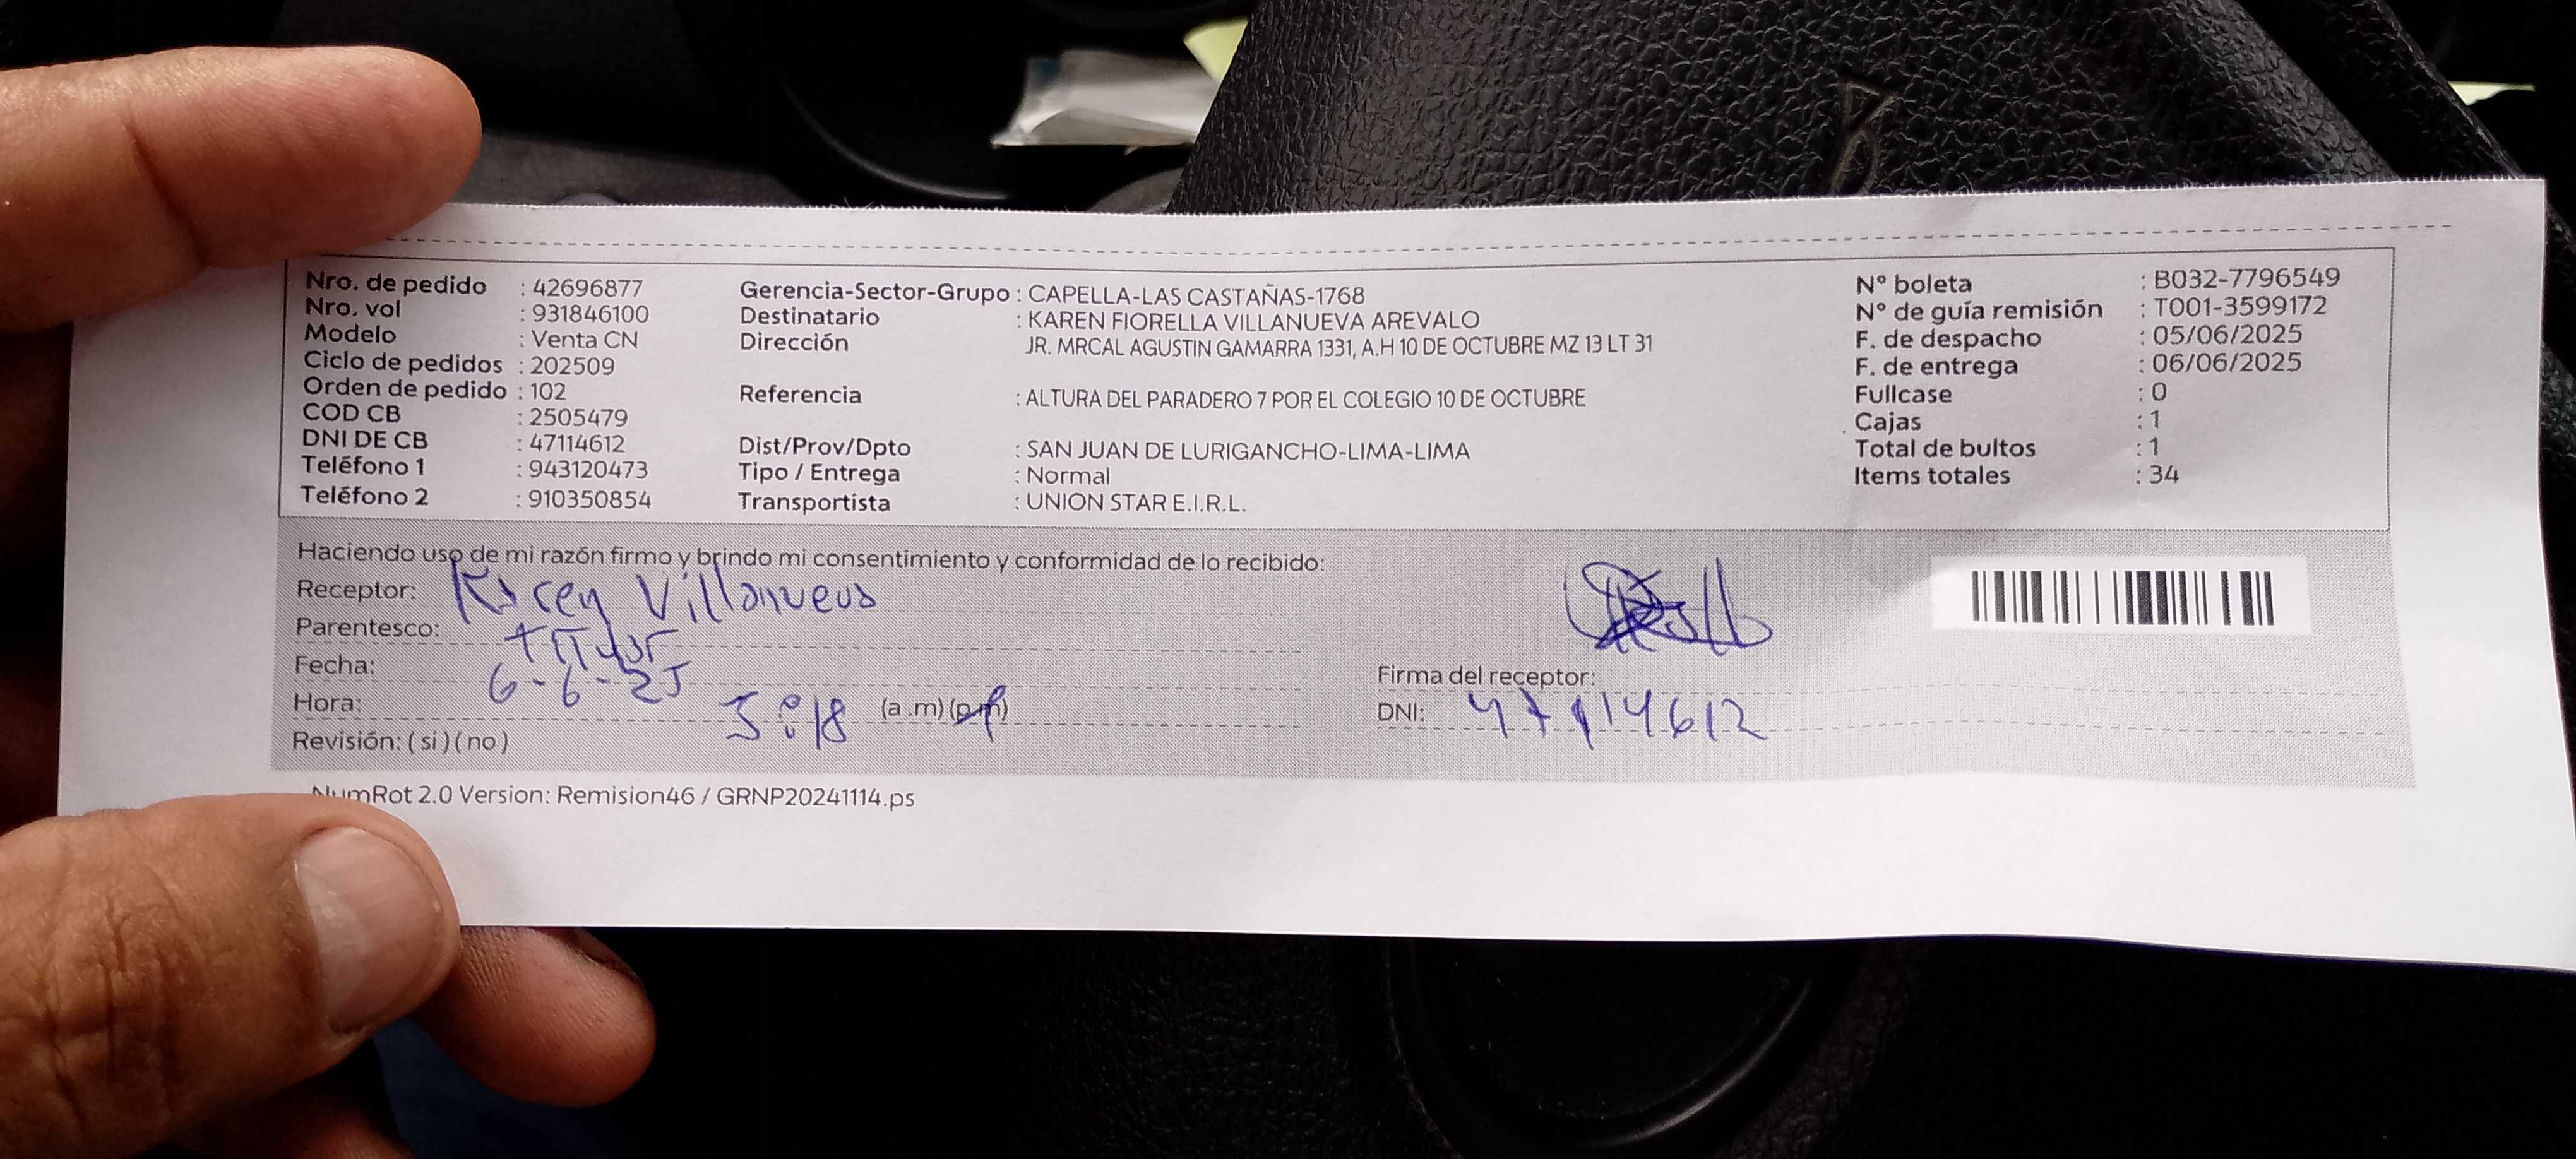 Nro. de pedido : 42696877
Nro. vol : 931846100
Modelo : Venta CN
Ciclo de pedidos : 202509
Orden de pedido : 102
COD CB : 2505479
DNI DE CB : 47114612
Teléfono 1 : 943120473
Teléfono 2 : 910350854
Gerencia-Sector-Grupo : CAPELLA-LAS CASTAÑAS-1768
Destinatario : KAREN FIORELLA VILLANUEVA AREVALO
Dirección JR. MRCAL AGUSTIN GAMARRA 1331, A.H 10 DE OCTUBRE MZ 13 LT 31
Referencia : ALTURA DEL PARADERO 7 POR EL COLEGIO 10 DE OCTUBRE
Dist/Prov/Dpto : SAN JUAN DE LURIGANCHO-LIMA-LIMA
Tipo / Entrega : Normal
Transportista : UNION STAR E.I.R.L.
N° boleta : B032-7796549
N° de guía remisión : T001-3599172
F. de despacho : 05/06/2025
F. de entrega : 06/06/2025
Fullcase : 0
Cajas : 1
Total de bultos : 1
Items totales : 34
Haciendo uso de mi razón firmo y brindo mi consentimiento y conformidad de lo recibido:
Receptor: Karen Villanueva
Parentesco: Titular
Fecha: 6-6-25
Hora: 3:18 (a.m) (p.m)
Revisión: ( si ) ( no )
Firma del receptor:
DNI: 47114612
NumRot 2.0 Version: Remision46 / GRNP20241114.ps